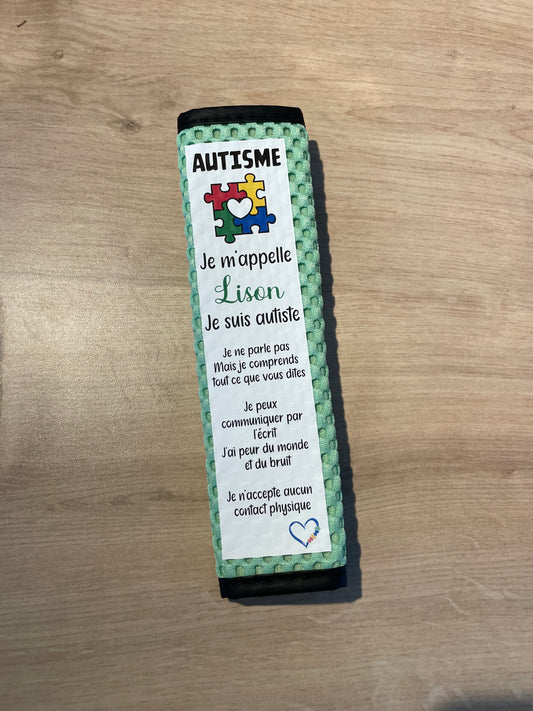 AUTISME
Je m'appelle
Lison
Je suis autiste
Je ne parle pas
Mais je comprends
tout ce que vous dites
Je peux
communiquer par
l'écrit
J'ai peur du monde
et du bruit
Je n'accepte aucun
contact physique